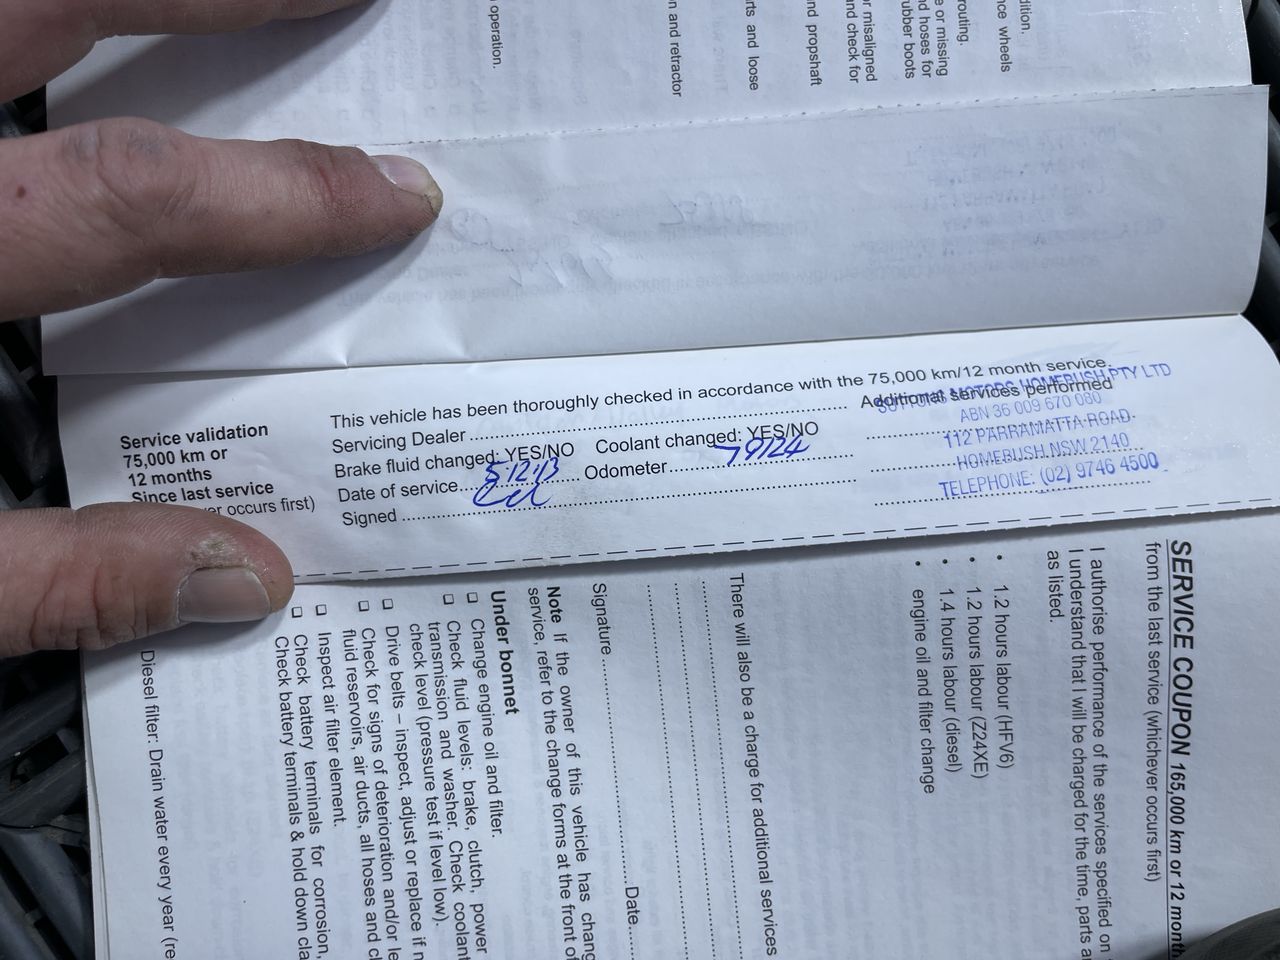 operation.
n and retractor
rts and loose
nd propshaft
r misaligned
nd check for
e or missing
nd hoses for
ubber boots
routing.
nce wheels
dition.
Service validation
75,000 km or
12 months
Since last service
er occurs first)
This vehicle has been thoroughly checked in accordance with the 75,000 km/12 month service.
Servicing Dealer
Additional services performed
Brake fluid changed: YES/NO Coolant changed: YES/NO
Date of service 5.12.13 Odometer 79124
Signed
SUTTONS MOTORS HOMEBUSH PTY LTD
ABN 36 009 670 080
112 PARRAMATTA ROAD.
HOMEBUSH NSW 2140
TELEPHONE: (02) 9746 4500
SERVICE COUPON 165,000 km or 12 month
from the last service (whichever occurs first)
I authorise performance of the services specified on
I understand that I will be charged for the time, parts a
as listed.
• 1.2 hours labour (HFV6)
• 1.2 hours labour (Z24XE)
• 1.4 hours labour (diesel)
• engine oil and filter change
There will also be a charge for additional services
Signature Date
Note If the owner of this vehicle has chang
service, refer to the change forms at the front of
Under bonnet
❏ Change engine oil and filter.
❏ Check fluid levels: brake, clutch, power
transmission and washer. Check coolant
check level (pressure test if level low).
❏ Drive belts – inspect, adjust or replace if n
❏ Check for signs of deterioration and/or le
fluid reservoirs, air ducts, all hoses and cl
❏ Inspect air filter element.
❏ Check battery terminals for corrosion,
Check battery terminals & hold down cla
Diesel filter: Drain water every year (re